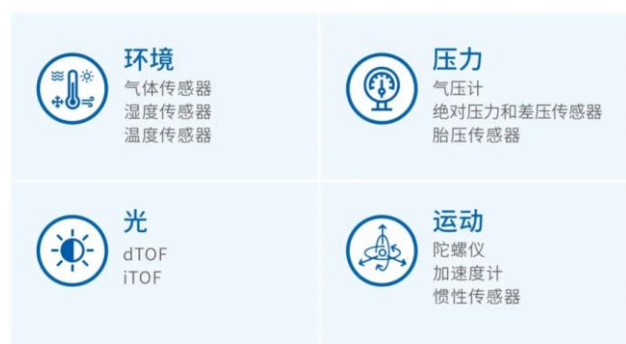 环境
气体传感器
湿度传感器
温度传感器
压力
气压计
绝对压力和差压传感器
胎压传感器
光
dTOF
iTOF
运动
陀螺仪
加速度计
惯性传感器